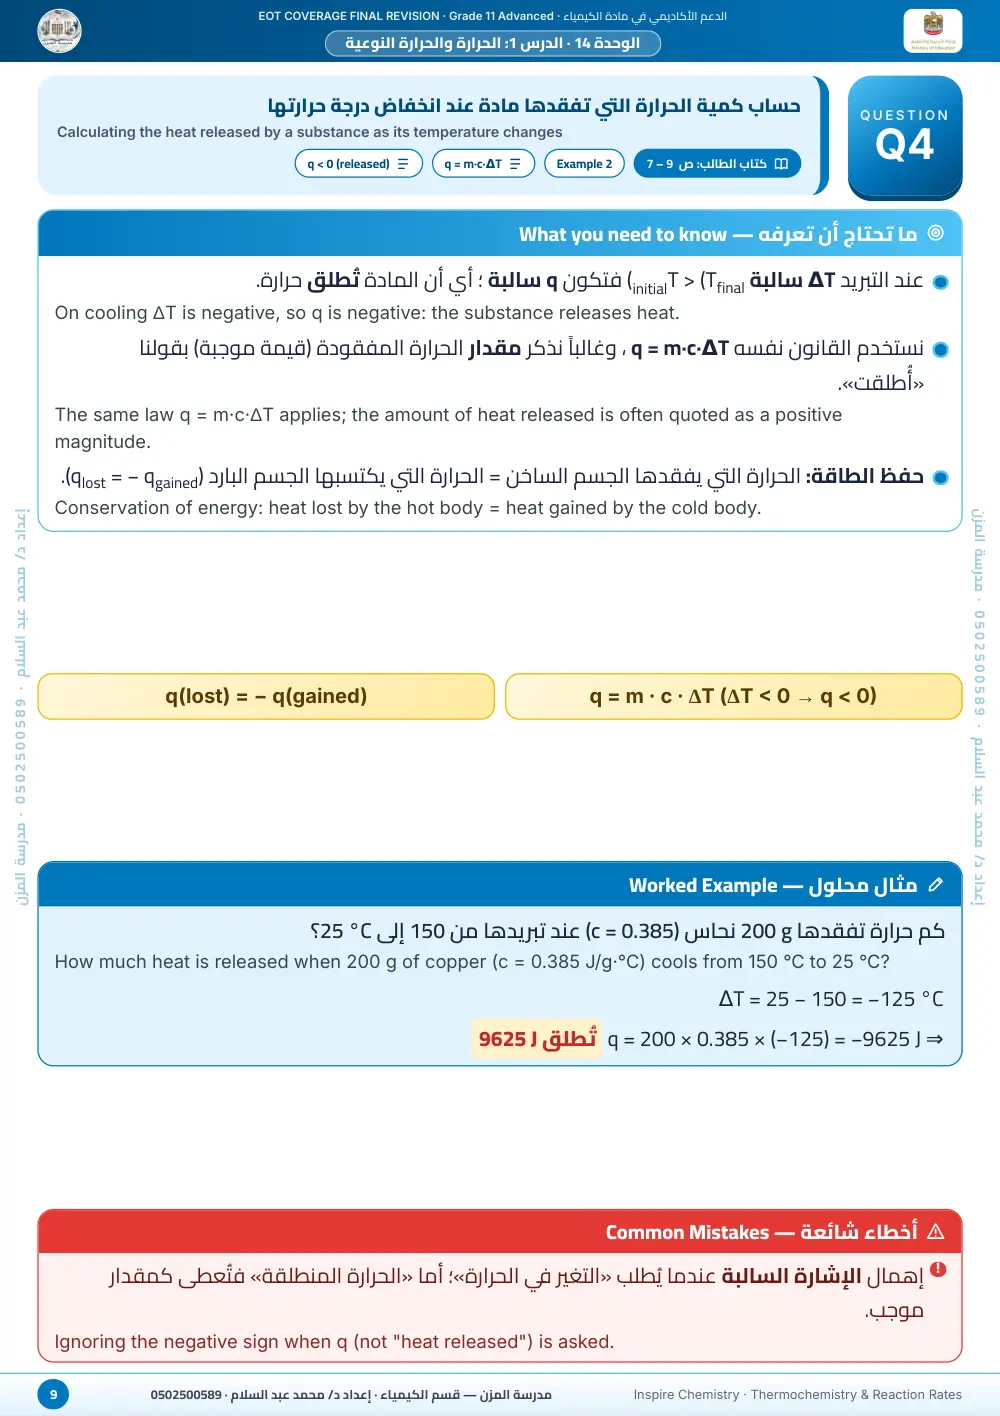 EOT COVERAGE FINAL REVISION · Grade 11 Advanced · الدعم الأكاديمي في مادة الكيمياء
الوحدة 14 · الدرس 1: الحرارة والحرارة النوعية
QUESTION
Q4
حساب كمية الحرارة التي تفقدها مادة عند انخفاض درجة حرارتها
Calculating the heat released by a substance as its temperature changes
كتاب الطالب: ص 9 – 7
Example 2
q = m·c·ΔT
q < 0 (released)
ما تحتاج أن تعرفه — What you need to know
عند التبريد ΔT سالبة (Tfinal < Tinitial) فتكون q سالبة ؛ أي أن المادة تُطلق حرارة.
On cooling ΔT is negative, so q is negative: the substance releases heat.
نستخدم القانون نفسه q = m·c·ΔT ، وغالباً نذكر مقدار الحرارة المفقودة (قيمة موجبة) بقولنا
«أُطلقت».
The same law q = m·c·ΔT applies; the amount of heat released is often quoted as a positive
magnitude.
حفظ الطاقة: الحرارة التي يفقدها الجسم الساخن = الحرارة التي يكتسبها الجسم البارد (qlost = − qgained).
Conservation of energy: heat lost by the hot body = heat gained by the cold body.
q = m · c · ΔT (ΔT < 0 → q < 0)
q(lost) = − q(gained)
مثال محلول — Worked Example
كم حرارة تفقدها 200 g نحاس (c = 0.385) عند تبريدها من 150 إلى 25 °C؟
How much heat is released when 200 g of copper (c = 0.385 J/g·°C) cools from 150 °C to 25 °C?
ΔT = 25 − 150 = −125 °C
q = 200 × 0.385 × (−125) = −9625 J ⇒ تُطلق 9625 J
أخطاء شائعة — Common Mistakes
إهمال الإشارة السالبة عندما يُطلب «التغير في الحرارة»؛ أما «الحرارة المنطلقة» فتُعطى كمقدار
موجب.
Ignoring the negative sign when q (not "heat released") is asked.
إعداد د/ محمد عبد السلام · 0502500589 · مدرسة المزن
إعداد د/ محمد عبد السلام · 0502500589 · مدرسة المزن
9
مدرسة المزن — قسم الكيمياء · إعداد د/ محمد عبد السلام · 0502500589
Inspire Chemistry · Thermochemistry & Reaction Rates